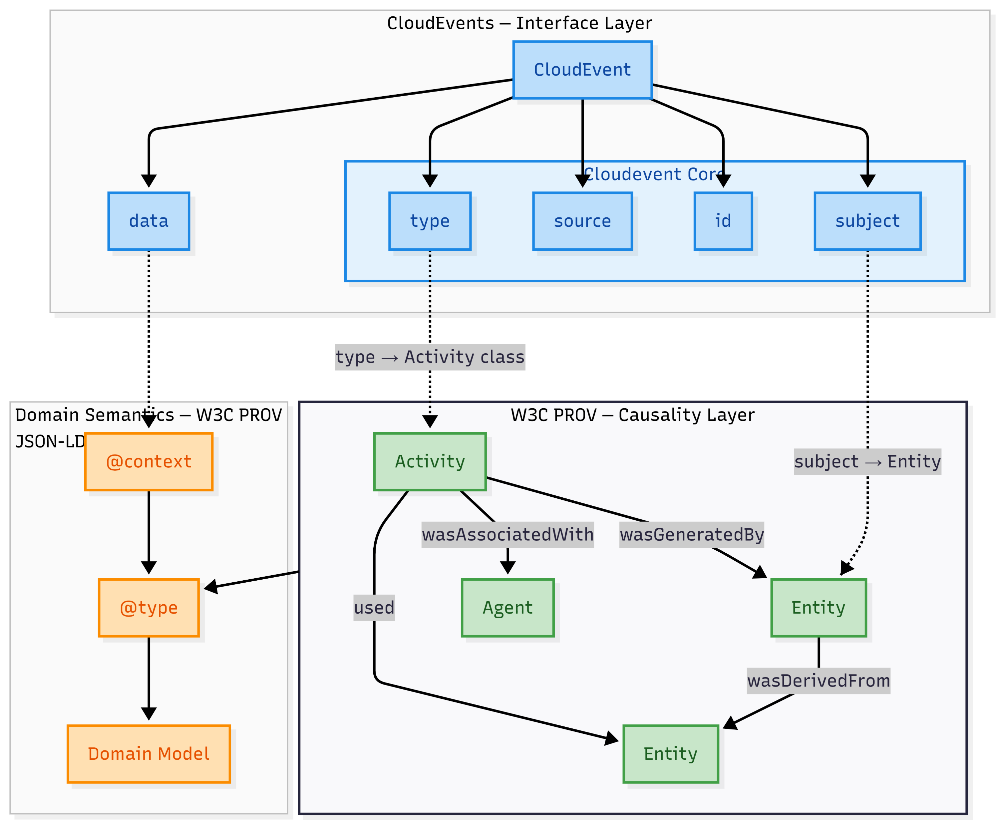 CloudEvents — Interface Layer
CloudEvent
Cloudevent Core
data
type
source
id
subject
type → Activity class
Domain Semantics — W3C PROV
JSON-LD
W3C PROV — Causality Layer
@context
Activity
subject → Entity
wasAssociatedWith
wasGeneratedBy
@type
used
Agent
Entity
wasDerivedFrom
Domain Model
Entity